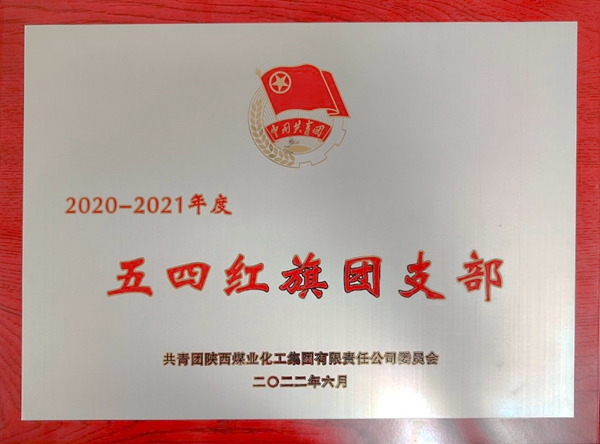 中国共青团
2020-2021年度
五四红旗团支部
共青团陕西煤业化工集团有限责任公司委员会
二〇二二年六月